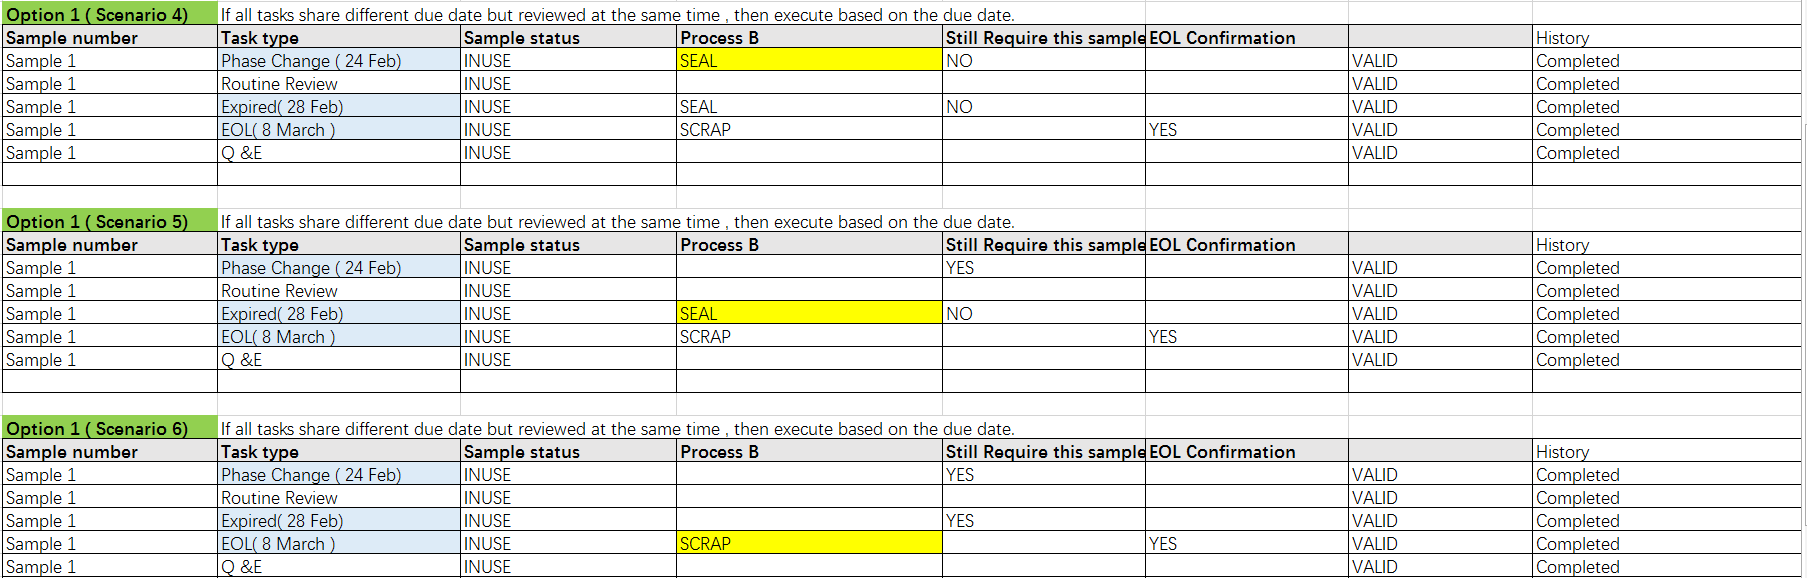 Option 1 ( Scenario 4) If all tasks share different due date but reviewed at the same time , then execute based on the due date.
Sample number Task type Sample status Process B Still Require this sample EOL Confirmation History
Sample 1 Phase Change ( 24 Feb) INUSE SEAL NO VALID Completed
Sample 1 Routine Review INUSE VALID Completed
Sample 1 Expired( 28 Feb) INUSE SEAL NO VALID Completed
Sample 1 EOL( 8 March ) INUSE SCRAP YES VALID Completed
Sample 1 Q &E INUSE VALID Completed
Option 1 ( Scenario 5) If all tasks share different due date but reviewed at the same time , then execute based on the due date.
Sample number Task type Sample status Process B Still Require this sample EOL Confirmation History
Sample 1 Phase Change ( 24 Feb) INUSE YES VALID Completed
Sample 1 Routine Review INUSE VALID Completed
Sample 1 Expired( 28 Feb) INUSE SEAL NO VALID Completed
Sample 1 EOL( 8 March ) INUSE SCRAP YES VALID Completed
Sample 1 Q &E INUSE VALID Completed
Option 1 ( Scenario 6) If all tasks share different due date but reviewed at the same time , then execute based on the due date.
Sample number Task type Sample status Process B Still Require this sample EOL Confirmation History
Sample 1 Phase Change ( 24 Feb) INUSE YES VALID Completed
Sample 1 Routine Review INUSE VALID Completed
Sample 1 Expired( 28 Feb) INUSE YES VALID Completed
Sample 1 EOL( 8 March ) INUSE SCRAP YES VALID Completed
Sample 1 Q &E INUSE VALID Completed